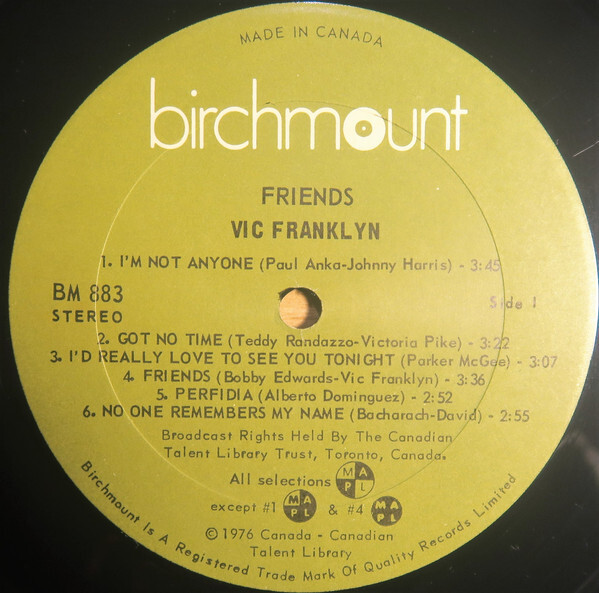 MADE IN CANADA
birchmount
FRIENDS
VIC FRANKLYN
1. I'M NOT ANYONE (Paul Anka-Johnny Harris) - 3:45
BM 883
STEREO
Side 1
2. GOT NO TIME (Teddy Randazzo-Victoria Pike) - 3:22
3. I'D REALLY LOVE TO SEE YOU TONIGHT (Parker McGee) - 3:07
4. FRIENDS (Bobby Edwards-Vic Franklyn) - 3:36
5. PERFIDIA (Alberto Dominguez) - 2:52
6. NO ONE REMEMBERS MY NAME (Bacharach-David) - 2:55
Broadcast Rights Held By The Canadian
Talent Library Trust, Toronto, Canada.
All selections MAPL
except #1 MAPL & #4 MAPL
© 1976 Canada - Canadian
Talent Library
Birchmount Is A Registered Trade Mark Of Quality Records Limited